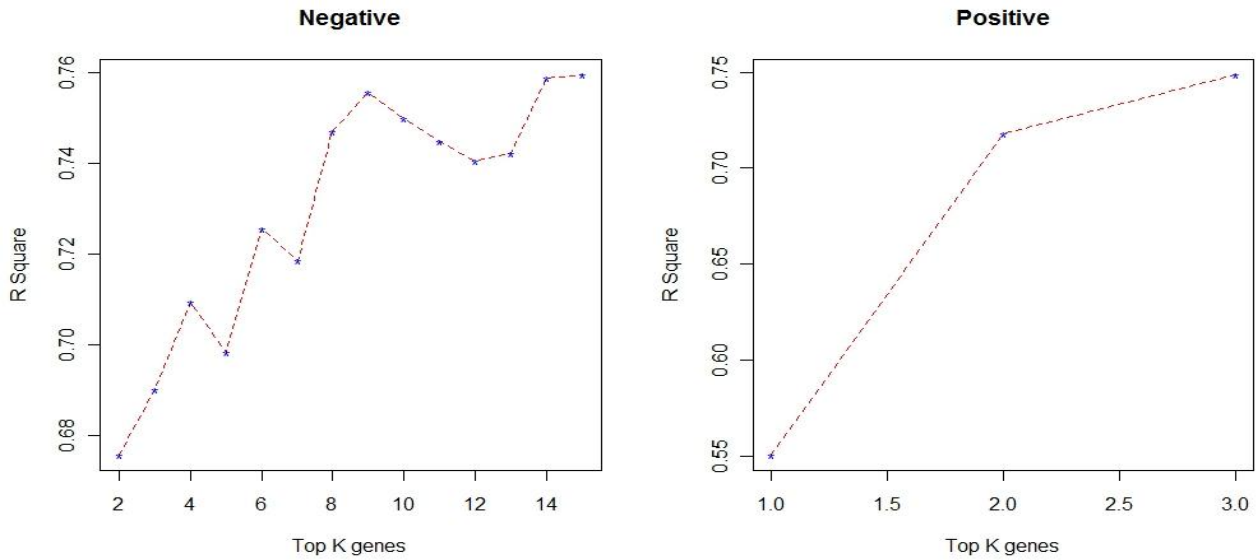 Negative
R Square
0.76
0.74
0.72
0.70
0.68
2 4 6 8 10 12 14
Top K genes
Positive
R Square
0.75
0.70
0.65
0.60
0.55
1.0 1.5 2.0 2.5 3.0
Top K genes